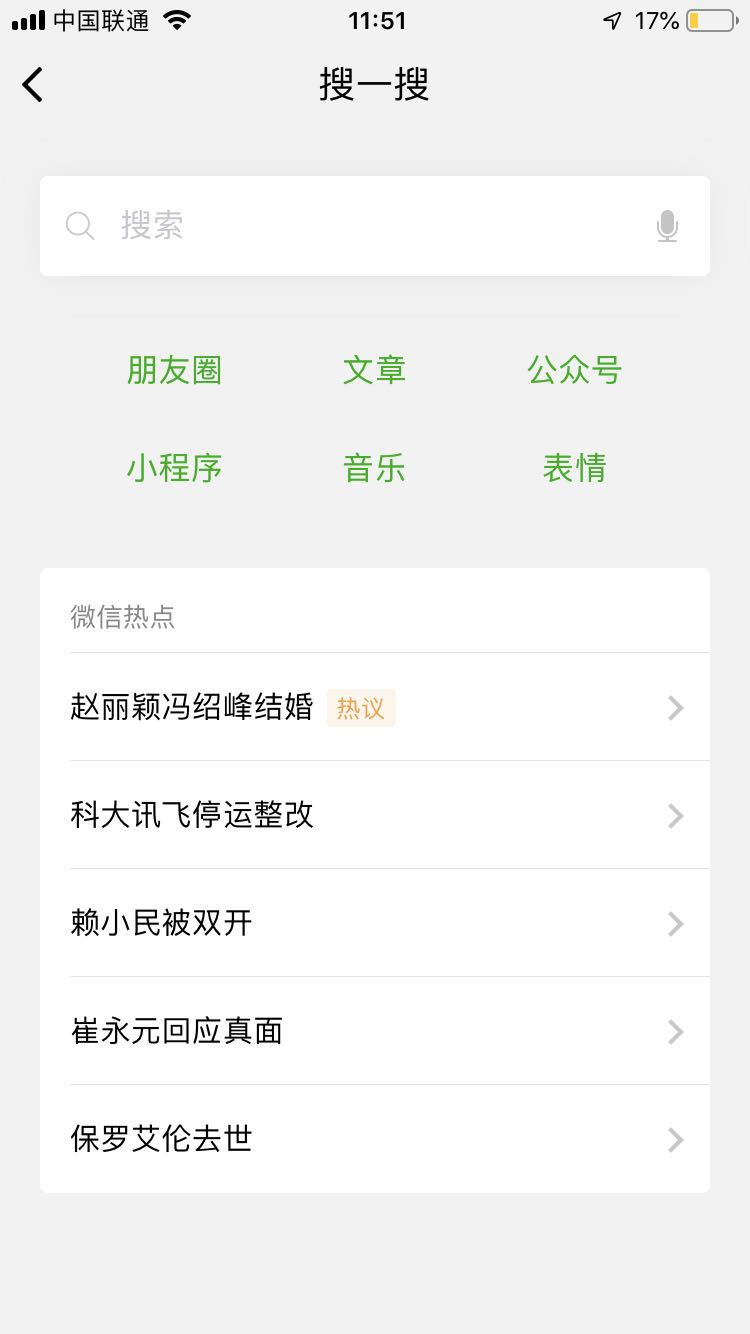 中国联通 11:51 17%
搜一搜
搜索
朋友圈 文章 公众号
小程序 音乐 表情
微信热点
赵丽颖冯绍峰结婚 热议
科大讯飞停运整改
赖小民被双开
崔永元回应真面
保罗艾伦去世